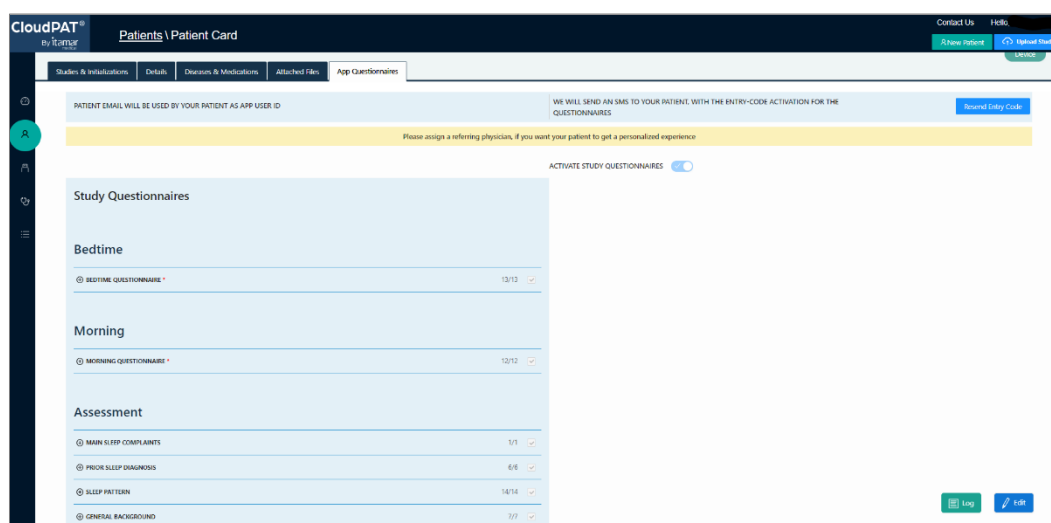 CloudPAT®
By itamar
medical
Patients \ Patient Card
Contact Us Hello,
New Patient
Upload Stud
Device
Studies & Initializations Details Diseases & Medications Attached Files App Questionnaires
PATIENT EMAIL WILL BE USED BY YOUR PATIENT AS APP USER ID
WE WILL SEND AN SMS TO YOUR PATIENT, WITH THE ENTRY-CODE ACTIVATION FOR THE
QUESTIONNAIRES
Resend Entry Code
Please assign a referring physician, if you want your patient to get a personalized experience
ACTIVATE STUDY QUESTIONNAIRES
Study Questionnaires
Bedtime
BEDTIME QUESTIONNAIRE * 13/13
Morning
MORNING QUESTIONNAIRE * 12/12
Assessment
MAIN SLEEP COMPLAINTS 1/1
PRIOR SLEEP DIAGNOSIS 6/6
SLEEP PATTERN 14/14
GENERAL BACKGROUND 7/7
Log
Edit